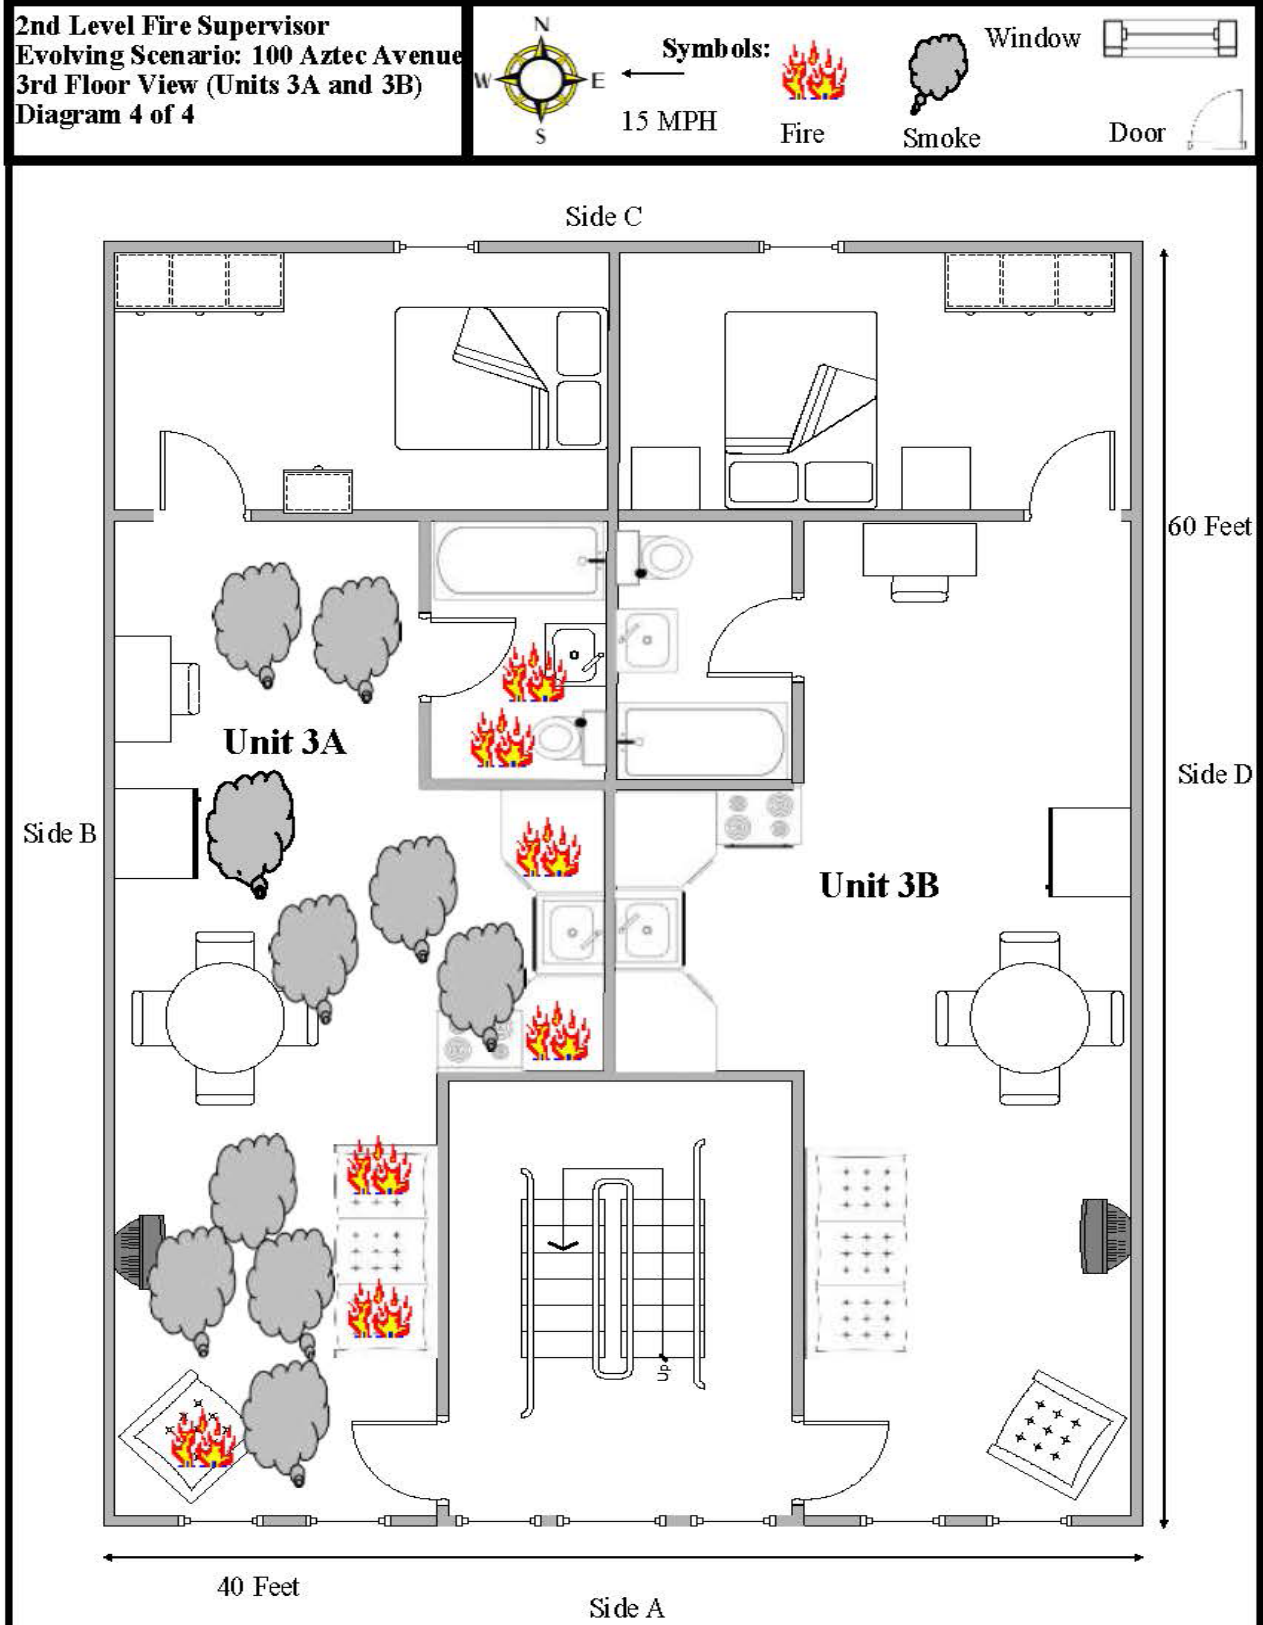 2nd Level Fire Supervisor
Evolving Scenario: 100 Aztec Avenue
3rd Floor View (Units 3A and 3B)
Diagram 4 of 4
N
W
E
S
15 MPH
Symbols:
Fire
Smoke
Window
Door
Side C
60 Feet
Unit 3A
Side D
Side B
Unit 3B
Up
40 Feet
Side A